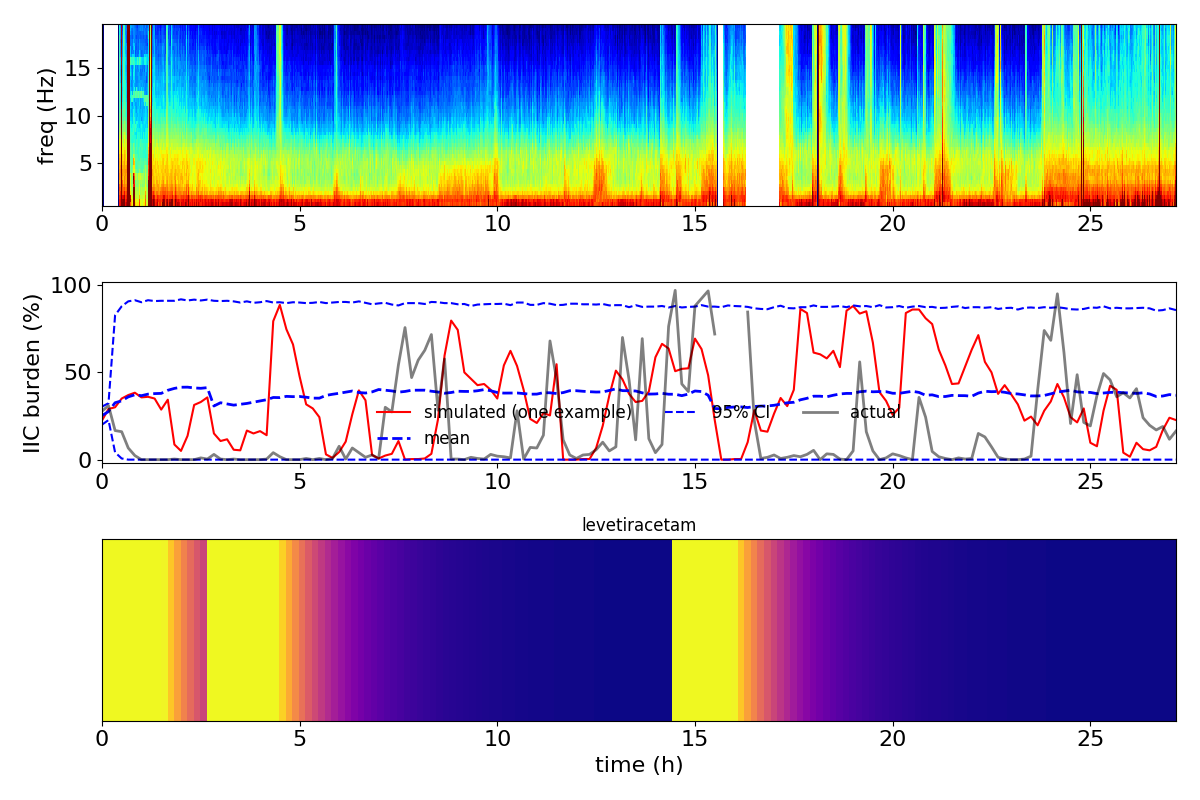 freq (Hz)
15
10
5
0 5 10 15 20 25
IIC burden (%)
100
50
0
simulated (one example) 95% CI actual
mean
0 5 10 15 20 25
levetiracetam
0 5 10 15 20 25
time (h)